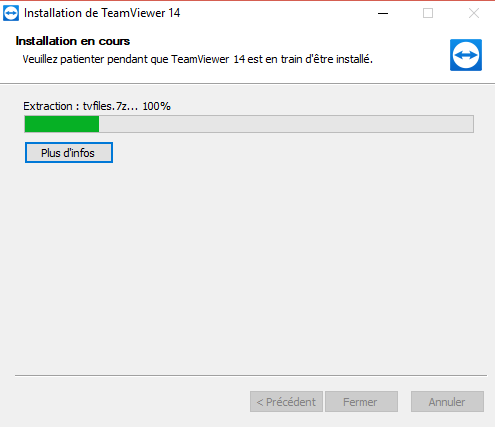 Installation de TeamViewer 14
Installation en cours
Veuillez patienter pendant que TeamViewer 14 est en train d'être installé.
Extraction : tvfiles.7z... 100%
Plus d'infos
< Précédent Fermer Annuler